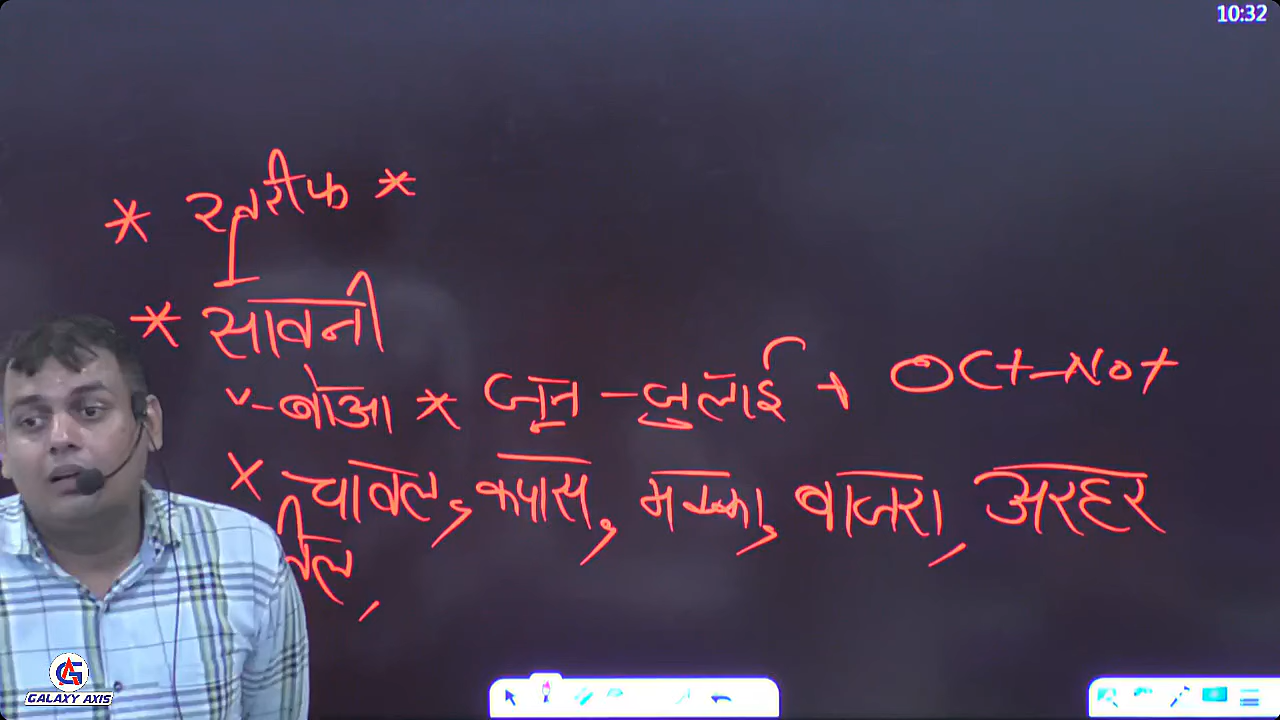 10:32
* खरीफ *
* सावनी
✓- बोआ * जून - जुलाई + Oct-Not
× चावल, कपास, मक्का, बाजरा, अरहर
तिल,
GALAXY AXIS